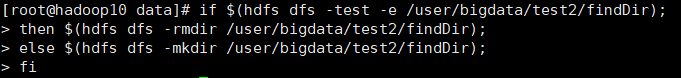 [root@hadoop10 data]# if $(hdfs dfs -test -e /user/bigdata/test2/findDir);
> then $(hdfs dfs -rmdir /user/bigdata/test2/findDir);
> else $(hdfs dfs -mkdir /user/bigdata/test2/findDir);
> fi